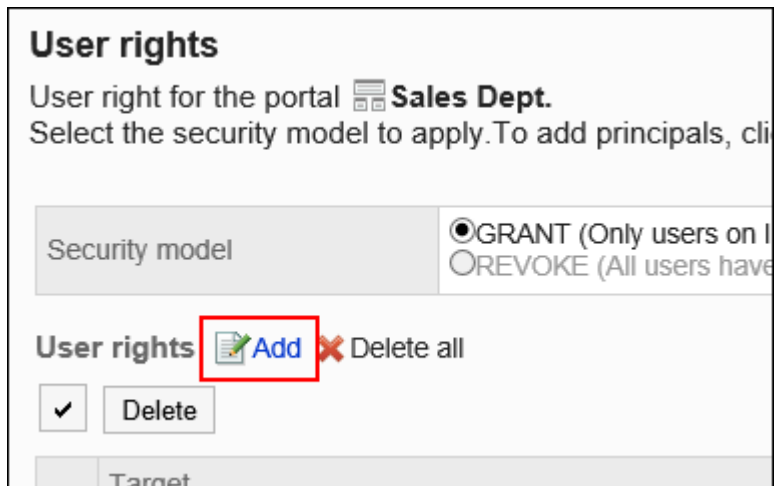 User rights
User right for the portal Sales Dept.
Select the security model to apply.To add principals, cli
Security model
GRANT (Only users on l
REVOKE (All users have
User rights Add Delete all
Delete
Target